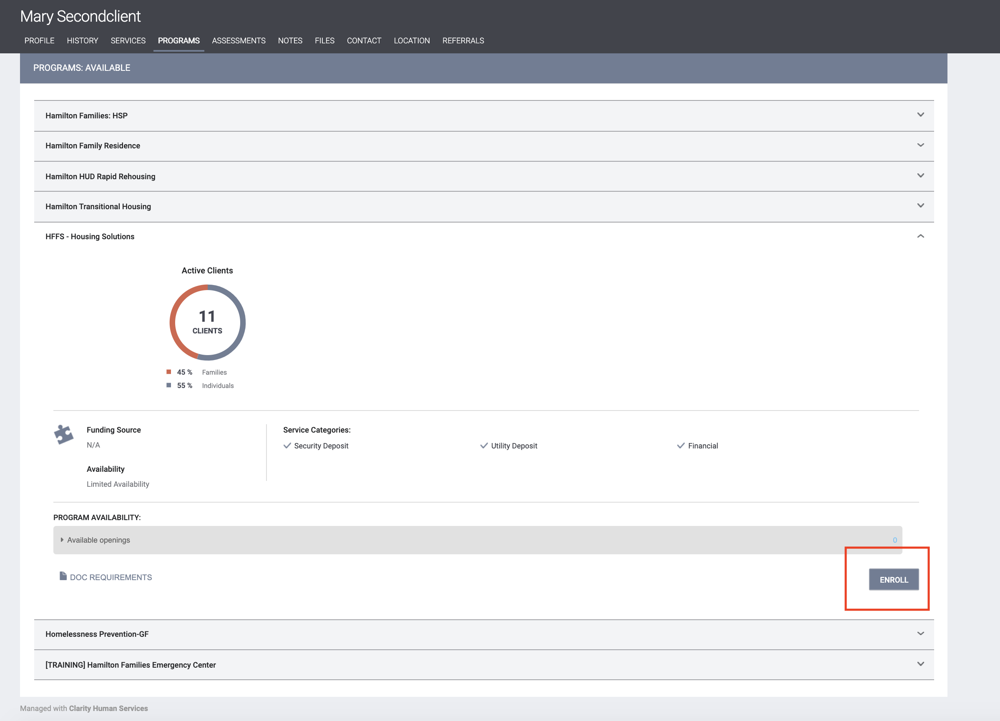 Mary Secondclient
PROFILE HISTORY SERVICES PROGRAMS ASSESSMENTS NOTES FILES CONTACT LOCATION REFERRALS
PROGRAMS: AVAILABLE
Hamilton Families: HSP
Hamilton Family Residence
Hamilton HUD Rapid Rehousing
Hamilton Transitional Housing
HFFS - Housing Solutions
Active Clients
11
CLIENTS
45 % Families
55 % Individuals
Funding Source
N/A
Availability
Limited Availability
Service Categories:
Security Deposit Utility Deposit Financial
PROGRAM AVAILABILITY:
Available openings 0
DOC REQUIREMENTS
ENROLL
Homelessness Prevention-GF
[TRAINING] Hamilton Families Emergency Center
Managed with Clarity Human Services